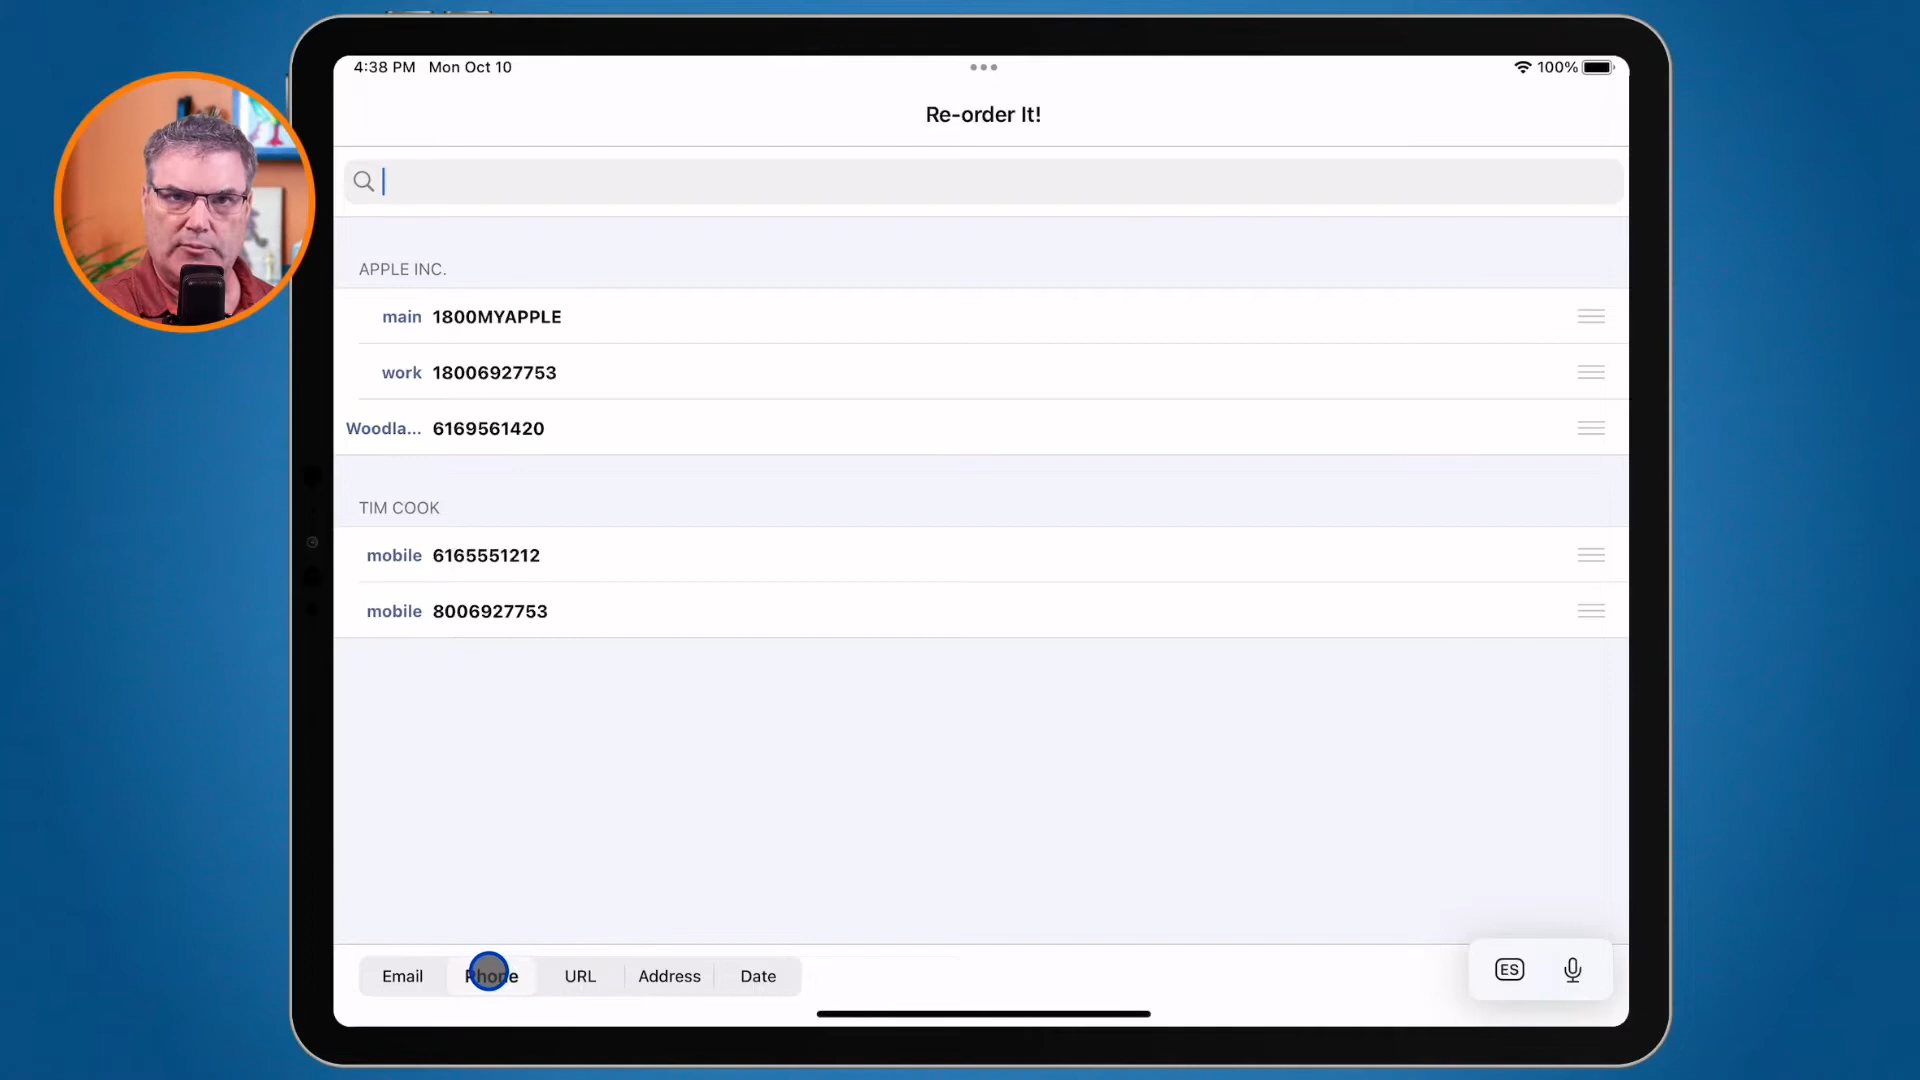 4:38 PM Mon Oct 10
100%
Re-order It!
APPLE INC.
main 1800MYAPPLE
work 18006927753
Woodla... 6169561420
TIM COOK
mobile 6165551212
mobile 8006927753
Email Phone URL Address Date
ES